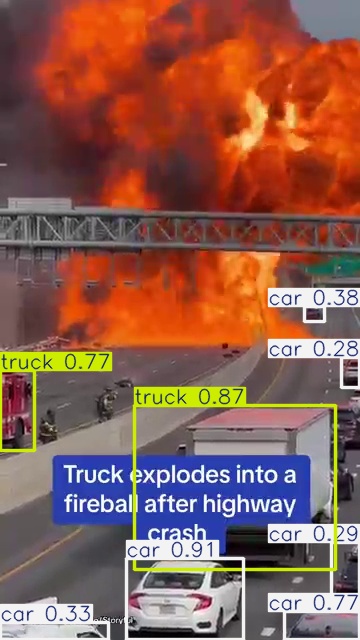 car 0.38
car 0.28
truck 0.77
truck 0.87
Truck explodes into a
fireball after highway
crash
car 0.29
car 0.91
car 0.33
car 0.77
/Storyful